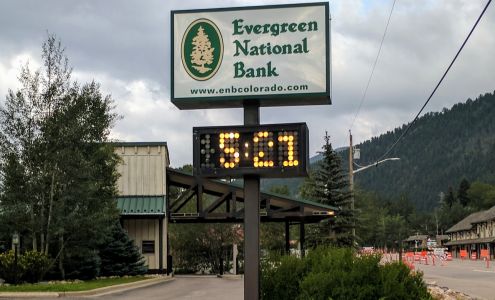 Evergreen
National
Bank
www.enbcolorado.com
5:21